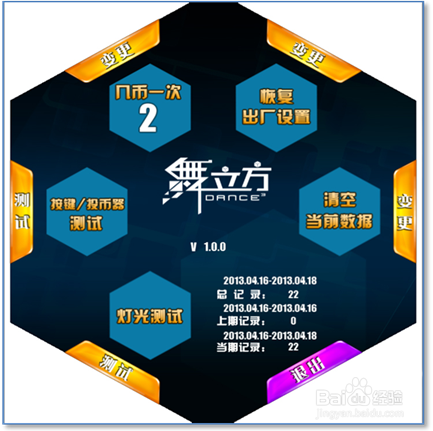 变更
变更
几币一次
2
恢复
出厂设置
舞立方
DANCE³
测试
按键/投币器
测试
清空
当前数据
变更
V 1.0.0
灯光测试
2013.04.16-2013.04.18
总 记 录： 22
2013.04.16-2013.04.16
上期记录： 0
2013.04.16-2013.04.18
当期记录： 22
测试
退出
Baidu经验
jingyan.baidu.com